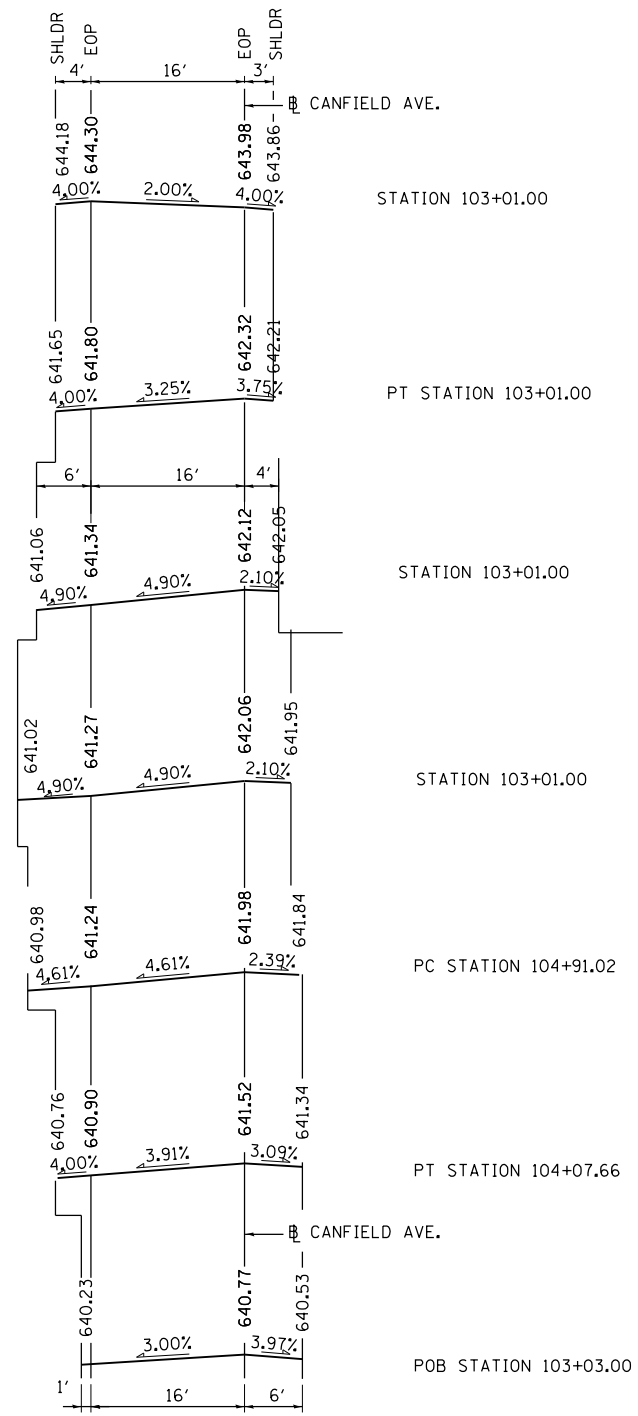 SHLDR EOP EOP SHLDR
4' 16' 3'
B CANFIELD AVE.
644.18 644.30 643.98 643.86
4.00% 2.00% 4.00% STATION 103+01.00
641.65 641.80 642.32 642.21
4.00% 3.25% 3.75% PT STATION 103+01.00
6' 16' 4'
641.06 641.34 642.12 642.05
4.90% 4.90% 2.10% STATION 103+01.00
641.02 641.27 642.06 641.95
4.90% 4.90% 2.10% STATION 103+01.00
640.98 641.24 641.98 641.84
4.61% 4.61% 2.39% PC STATION 104+91.02
640.76 640.90 641.52 641.34
4.00% 3.91% 3.09% PT STATION 104+07.66
B CANFIELD AVE.
640.23 640.77 640.53
3.00% 3.97% POB STATION 103+03.00
1' 16' 6'